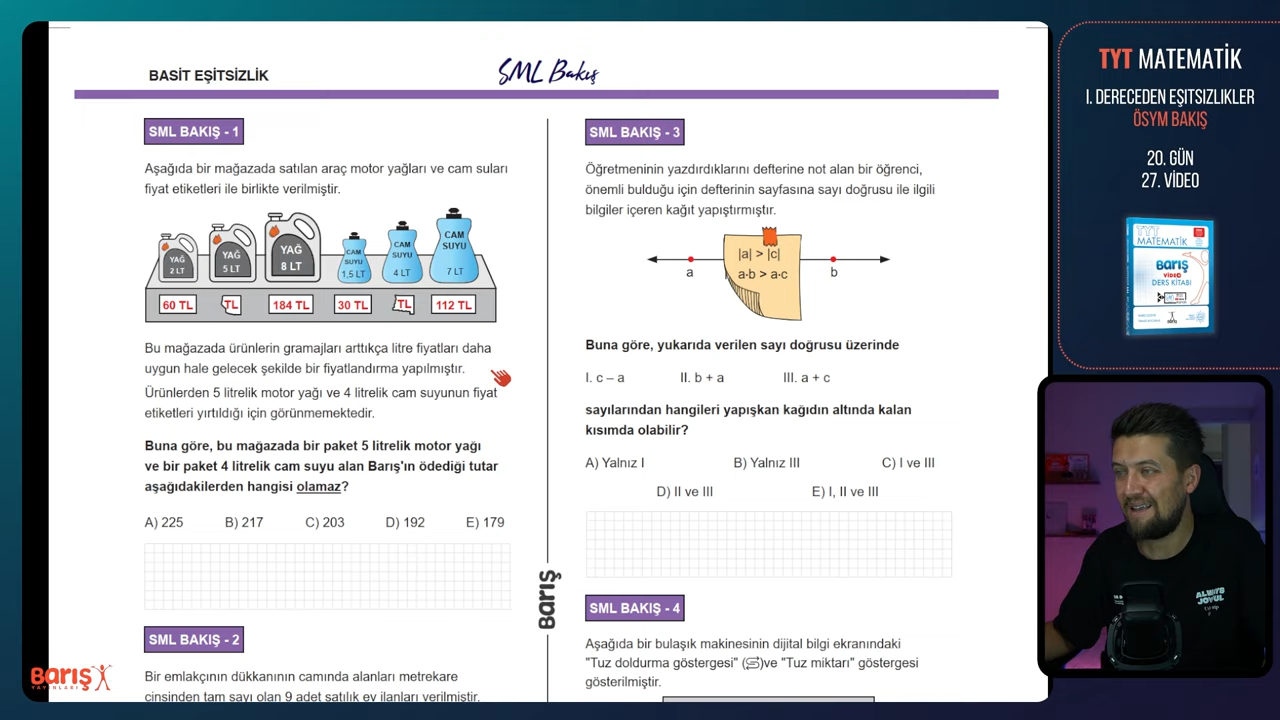 BASİT EŞİTSİZLİK
SML Bakış
SML BAKIŞ - 1
Aşağıda bir mağazada satılan araç motor yağları ve cam suları
fiyat etiketleri ile birlikte verilmiştir.
YAĞ
2 LT
YAĞ
5 LT
YAĞ
8 LT
CAM
SUYU
1,5 LT
CAM
SUYU
4 LT
CAM
SUYU
7 LT
60 TL
TL
184 TL
30 TL
TL
112 TL
Bu mağazada ürünlerin gramajları arttıkça litre fiyatları daha
uygun hale gelecek şekilde bir fiyatlandırma yapılmıştır.
Ürünlerden 5 litrelik motor yağı ve 4 litrelik cam suyunun fiyat
etiketleri yırtıldığı için görünmemektedir.
Buna göre, bu mağazada bir paket 5 litrelik motor yağı
ve bir paket 4 litrelik cam suyu alan Barış'ın ödediği tutar
aşağıdakilerden hangisi olamaz?
A) 225 B) 217 C) 203 D) 192 E) 179
SML BAKIŞ - 2
Bir emlakçının dükkanının camında alanları metrekare
cinsinden tam sayı olan 9 adet satılık ev ilanları verilmiştir.
BARIŞ
SML BAKIŞ - 3
Öğretmeninin yazdırdıklarını defterine not alan bir öğrenci,
önemli bulduğu için defterinin sayfasına sayı doğrusu ile ilgili
bilgiler içeren kağıt yapıştırmıştır.
|a| > |c|
a·b > a·c
a
b
Buna göre, yukarıda verilen sayı doğrusu üzerinde
I. c – a II. b + a III. a + c
sayılarından hangileri yapışkan kağıdın altında kalan
kısımda olabilir?
A) Yalnız I B) Yalnız III C) I ve III
D) II ve III E) I, II ve III
SML BAKIŞ - 4
Aşağıda bir bulaşık makinesinin dijital bilgi ekranındaki
"Tuz doldurma göstergesi" ( )ve "Tuz miktarı" göstergesi
gösterilmiştir.
TYT MATEMATİK
I. DERECEDEN EŞITSIZLIKLER
ÖSYM BAKIŞ
20. GÜN
27. VİDEO
TYT
MATEMATİK
BARIŞ
VİDEO
DERS KİTABI
ALWAYS
JOYUL
BARIŞ
YAYINLARI